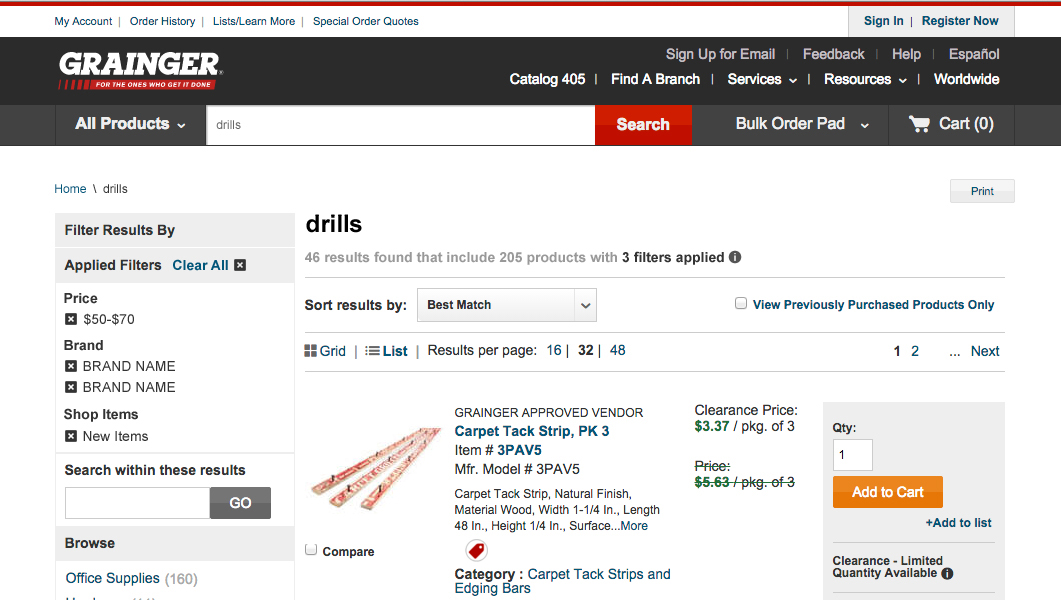 My Account | Order History | Lists/Learn More | Special Order Quotes
Sign In | Register Now
GRAINGER
FOR THE ONES WHO GET IT DONE
Sign Up for Email | Feedback | Help | Español
Catalog 405 | Find A Branch | Services | Resources | Worldwide
All Products
drills
Search
Bulk Order Pad
Cart (0)
Home \ drills
Print
Filter Results By
Applied Filters Clear All
Price
$50-$70
Brand
BRAND NAME
BRAND NAME
Shop Items
New Items
Search within these results
GO
Browse
Office Supplies (160)
drills
46 results found that include 205 products with 3 filters applied
Sort results by: Best Match
View Previously Purchased Products Only
Grid | List | Results per page: 16 | 32 | 48
1 2 ... Next
Compare
GRAINGER APPROVED VENDOR
Carpet Tack Strip, PK 3
Item # 3PAV5
Mfr. Model # 3PAV5
Carpet Tack Strip, Natural Finish,
Material Wood, Width 1-1/4 In., Length
48 In., Height 1/4 In., Surface...More
Category : Carpet Tack Strips and
Edging Bars
Clearance Price:
$3.37 / pkg. of 3
Price:
$5.63 / pkg. of 3
Qty:
1
Add to Cart
+Add to list
Clearance - Limited
Quantity Available